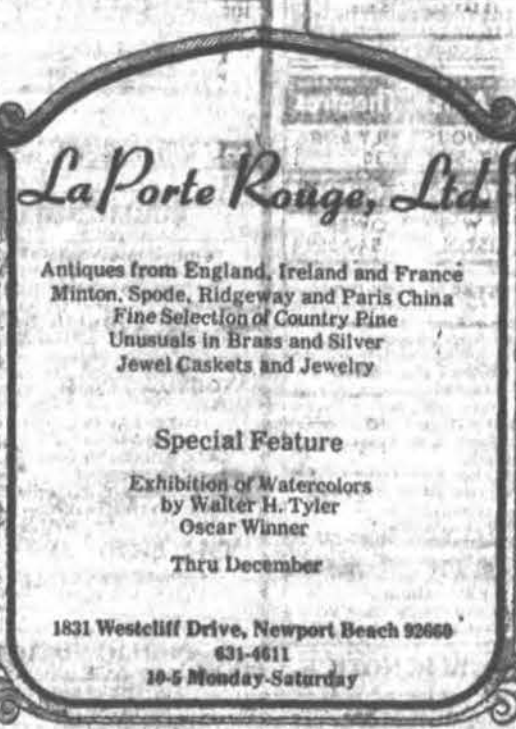 La Porte Rouge, Ltd.
Antiques from England, Ireland and France
Minton, Spode, Ridgeway and Paris China
Fine Selection of Country Pine
Unusuals in Brass and Silver
Jewel Caskets and Jewelry
Special Feature
Exhibition of Watercolors
by Walter H. Tyler
Oscar Winner
Thru December
1831 Westcliff Drive, Newport Beach 92660
631-4611
10-5 Monday-Saturday